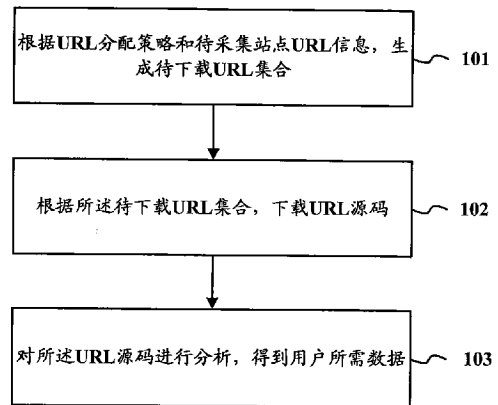 根据URL分配策略和待采集站点URL信息，生
成待下载URL集合
101
根据所述待下载URL集合，下载URL源码
102
对所述URL源码进行分析，得到用户所需数据
103